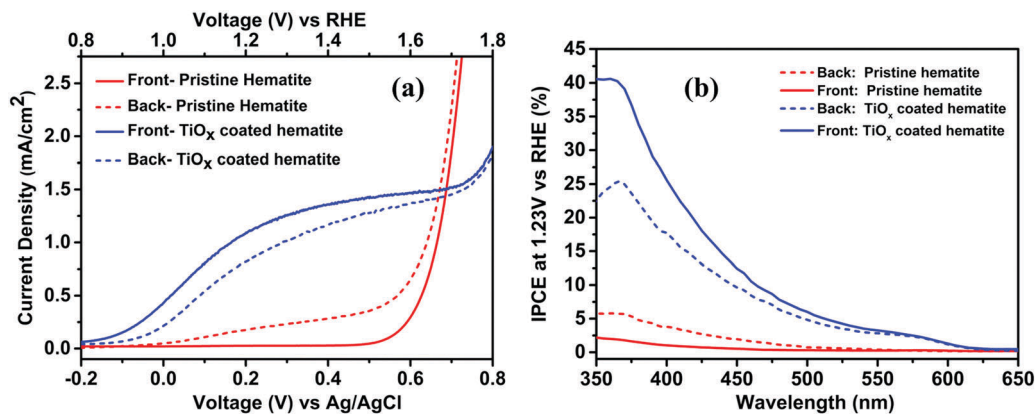 Voltage (V) vs RHE
0.8 1.0 1.2 1.4 1.6 1.8
Current Density (mA/cm²)
2.5
2.0
1.5
1.0
0.5
0.0
Front- Pristine Hematite
Back- Pristine Hematite
Front- TiOₓ coated hematite
Back- TiOₓ coated hematite
(a)
-0.2 0.0 0.2 0.4 0.6 0.8
Voltage (V) vs Ag/AgCl
IPCE at 1.23V vs RHE (%)
45
40
35
30
25
20
15
10
5
0
(b)
Back: Pristine hematite
Front: Pristine hematite
Back: TiOₓ coated hematite
Front: TiOₓ coated hematite
350 400 450 500 550 600 650
Wavelength (nm)